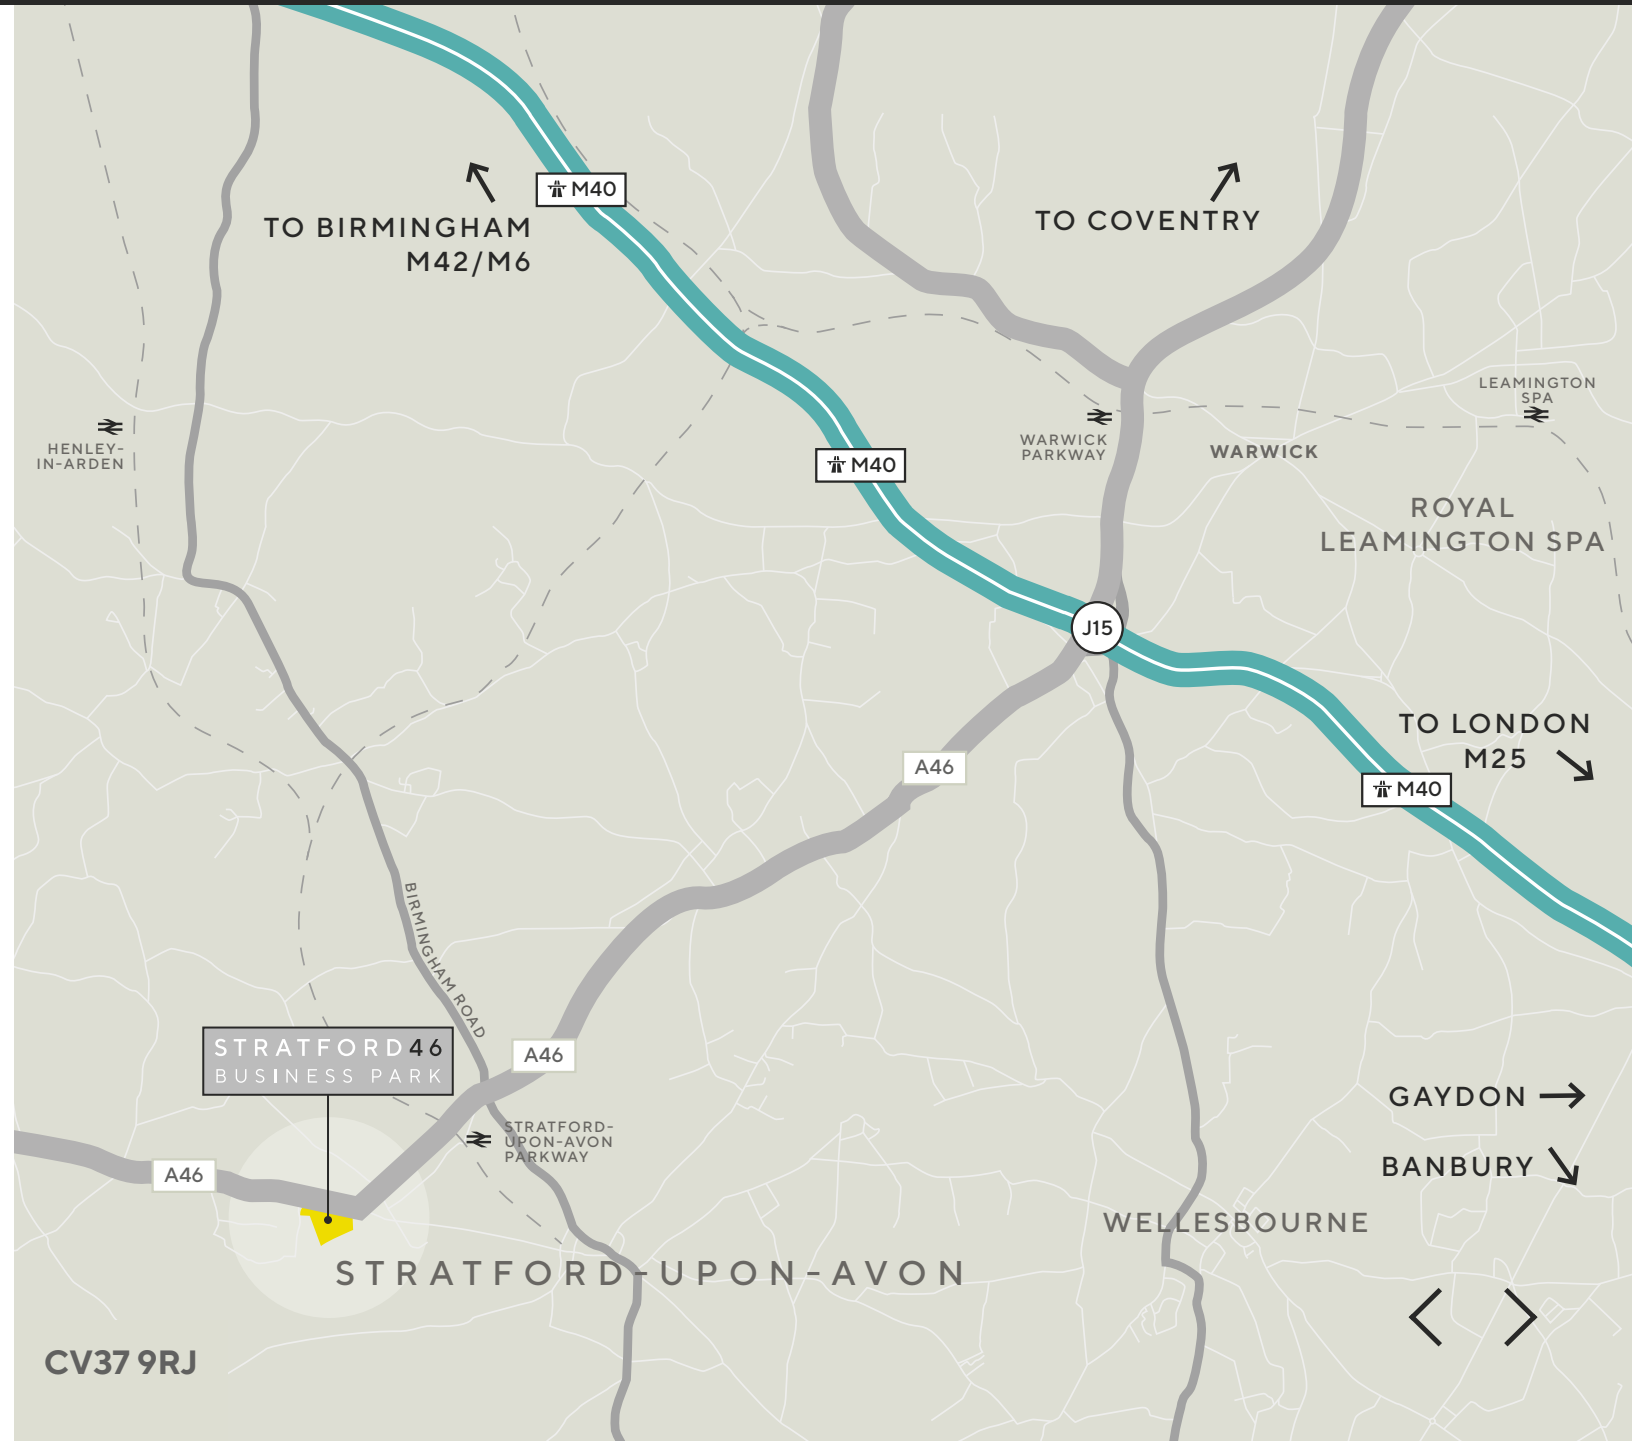 M40
TO BIRMINGHAM
M42/M6
TO COVENTRY
LEAMINGTON
SPA
HENLEY-
IN-ARDEN
WARWICK
PARKWAY
WARWICK
M40
ROYAL
LEAMINGTON SPA
J15
TO LONDON
M25
A46
M40
BIRMINGHAM ROAD
STRATFORD46
BUSINESS PARK
A46
GAYDON
STRATFORD-
UPON-AVON
PARKWAY
BANBURY
A46
WELLESBOURNE
STRATFORD-UPON-AVON
CV37 9RJ